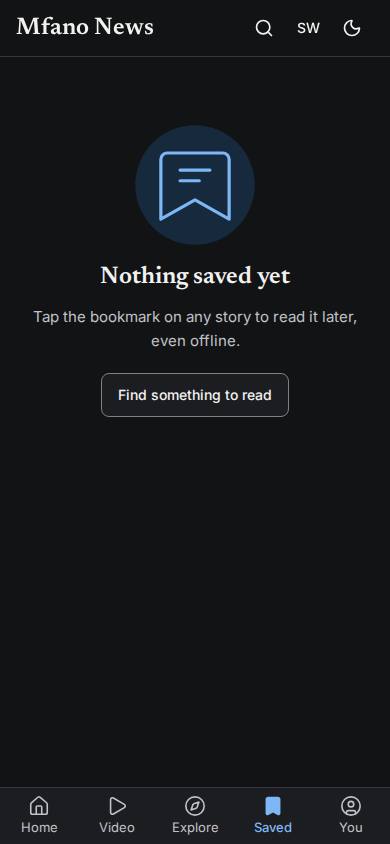 Mfano News
SW
Nothing saved yet
Tap the bookmark on any story to read it later,
even offline.
Find something to read
Home
Video
Explore
Saved
You